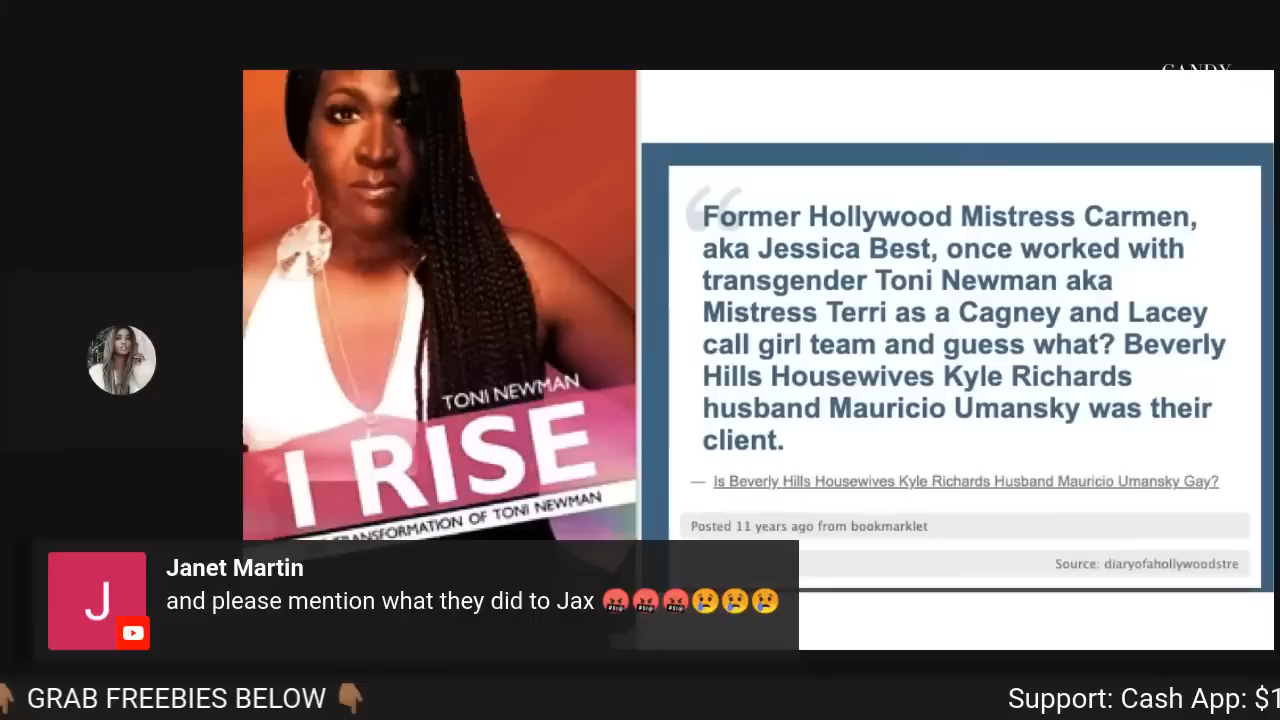 CANDY
Former Hollywood Mistress Carmen,
aka Jessica Best, once worked with
transgender Toni Newman aka
Mistress Terri as a Cagney and Lacey
call girl team and guess what? Beverly
Hills Housewives Kyle Richards
husband Mauricio Umansky was their
client.
— Is Beverly Hills Housewives Kyle Richards Husband Mauricio Umansky Gay?
Posted 11 years ago from bookmarklet
Source: diaryofahollywoodstre
TONI NEWMAN
I RISE
TRANSFORMATION OF TONI NEWMAN
J
Janet Martin
and please mention what they did to Jax 🤬🤬🤬😢😢😢
👇🏾 GRAB FREEBIES BELOW 👇🏾
Support: Cash App: $1